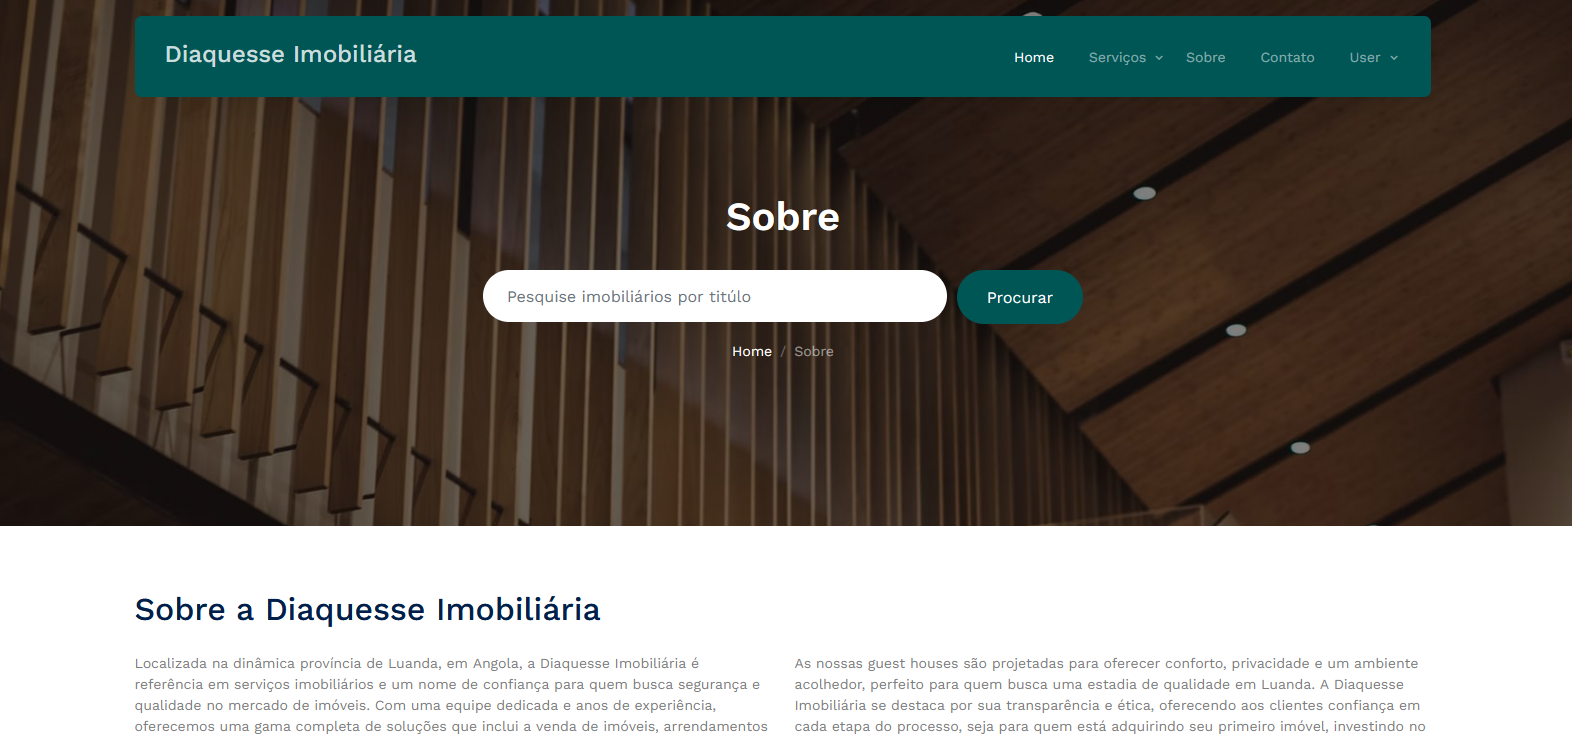 Diaquesse Imobiliária
Home Serviços Sobre Contato User
Sobre
Pesquise imobiliários por titúlo
Procurar
Home / Sobre
Sobre a Diaquesse Imobiliária
Localizada na dinâmica província de Luanda, em Angola, a Diaquesse Imobiliária é
referência em serviços imobiliários e um nome de confiança para quem busca segurança e
qualidade no mercado de imóveis. Com uma equipe dedicada e anos de experiência,
oferecemos uma gama completa de soluções que inclui a venda de imóveis, arrendamentos
As nossas guest houses são projetadas para oferecer conforto, privacidade e um ambiente
acolhedor, perfeito para quem busca uma estadia de qualidade em Luanda. A Diaquesse
Imobiliária se destaca por sua transparência e ética, oferecendo aos clientes confiança em
cada etapa do processo, seja para quem está adquirindo seu primeiro imóvel, investindo no